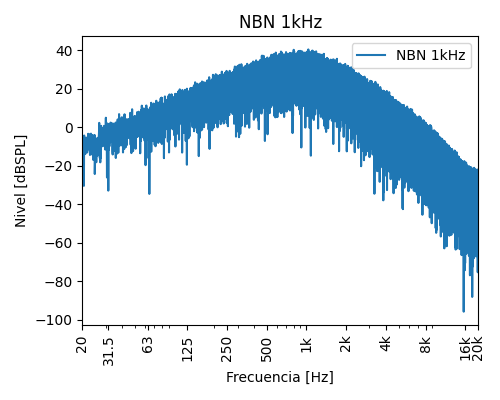 NBN 1kHz
NBN 1kHz
Nivel [dBSPL]
40
20
0
−20
−40
−60
−80
−100
20
31.5
63
125
250
500
1k
2k
4k
8k
16k
20k
Frecuencia [Hz]